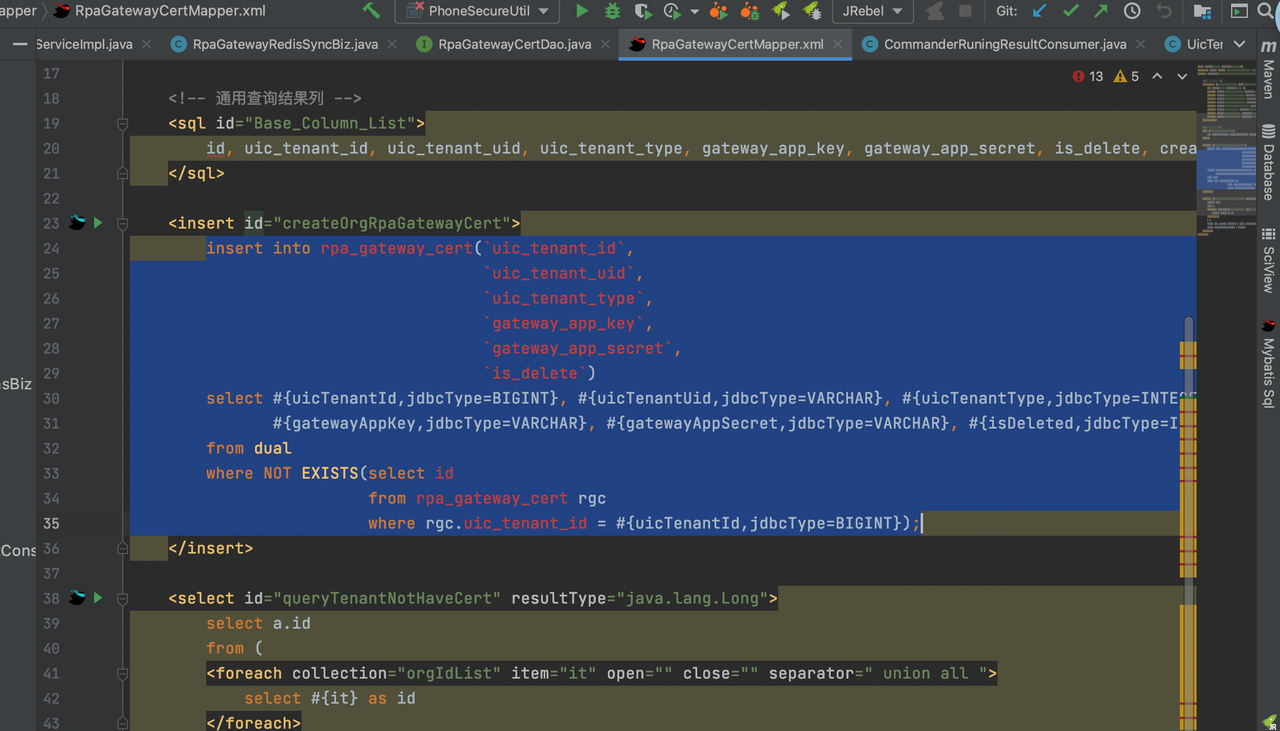 apper RpaGatewayCertMapper.xml PhoneSecureUtil JRebel Git:
ServiceImpl.java RpaGatewayRedisSyncBiz.java RpaGatewayCertDao.java RpaGatewayCertMapper.xml CommanderRuningResultConsumer.java UicTer
13 5
17
18 <!-- 通用查询结果列 -->
19 <sql id="Base_Column_List">
20 id, uic_tenant_id, uic_tenant_uid, uic_tenant_type, gateway_app_key, gateway_app_secret, is_delete, crea
21 </sql>
22
23 <insert id="createOrgRpaGatewayCert">
24 insert into rpa_gateway_cert(`uic_tenant_id`,
25 `uic_tenant_uid`,
26 `uic_tenant_type`,
27 `gateway_app_key`,
28 `gateway_app_secret`,
29 `is_delete`)
30 select #{uicTenantId,jdbcType=BIGINT}, #{uicTenantUid,jdbcType=VARCHAR}, #{uicTenantType,jdbcType=INTE
31 #{gatewayAppKey,jdbcType=VARCHAR}, #{gatewayAppSecret,jdbcType=VARCHAR}, #{isDeleted,jdbcType=I
32 from dual
33 where NOT EXISTS(select id
34 from rpa_gateway_cert rgc
35 where rgc.uic_tenant_id = #{uicTenantId,jdbcType=BIGINT});
36 </insert>
37
38 <select id="queryTenantNotHaveCert" resultType="java.lang.Long">
39 select a.id
40 from (
41 <foreach collection="orgIdList" item="it" open="" close="" separator=" union all ">
42 select #{it} as id
43 </foreach>
nsBiz
tCons
m
Maven
Database
SciView
Mybatis Sql
JR